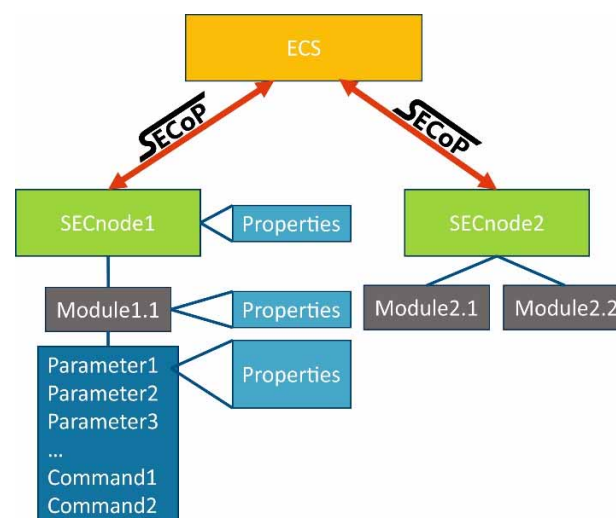 ECS
SECoP
SECoP
SECnode1
Properties
SECnode2
Module1.1
Properties
Module2.1
Module2.2
Parameter1
Parameter2
Parameter3
...
Command1
Command2
Properties